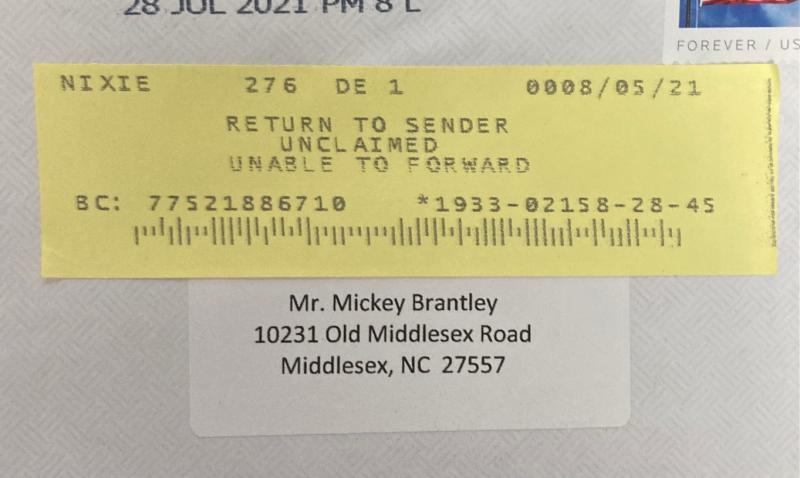 28 JUL 2021 PM 8 L
FOREVER / US
NIXIE 276 DE 1 0008/05/21
RETURN TO SENDER
UNCLAIMED
UNABLE TO FORWARD
BC: 77521886710 *1933-02158-28-45
Mr. Mickey Brantley
10231 Old Middlesex Road
Middlesex, NC 27557